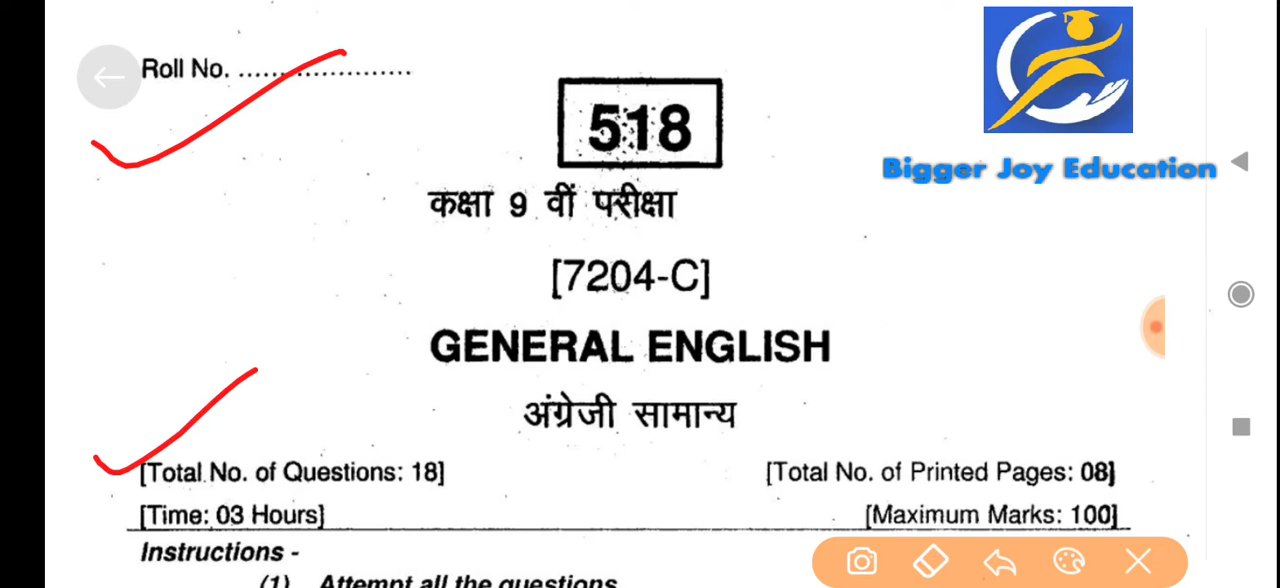 Roll No. ........................
518
Bigger Joy Education
कक्षा 9 वीं परीक्षा
[7204-C]
GENERAL ENGLISH
अंग्रेजी सामान्य
[Total No. of Questions: 18]
[Total No. of Printed Pages: 08]
[Time: 03 Hours]
[Maximum Marks: 100]
Instructions -
(1) Attempt all the questions